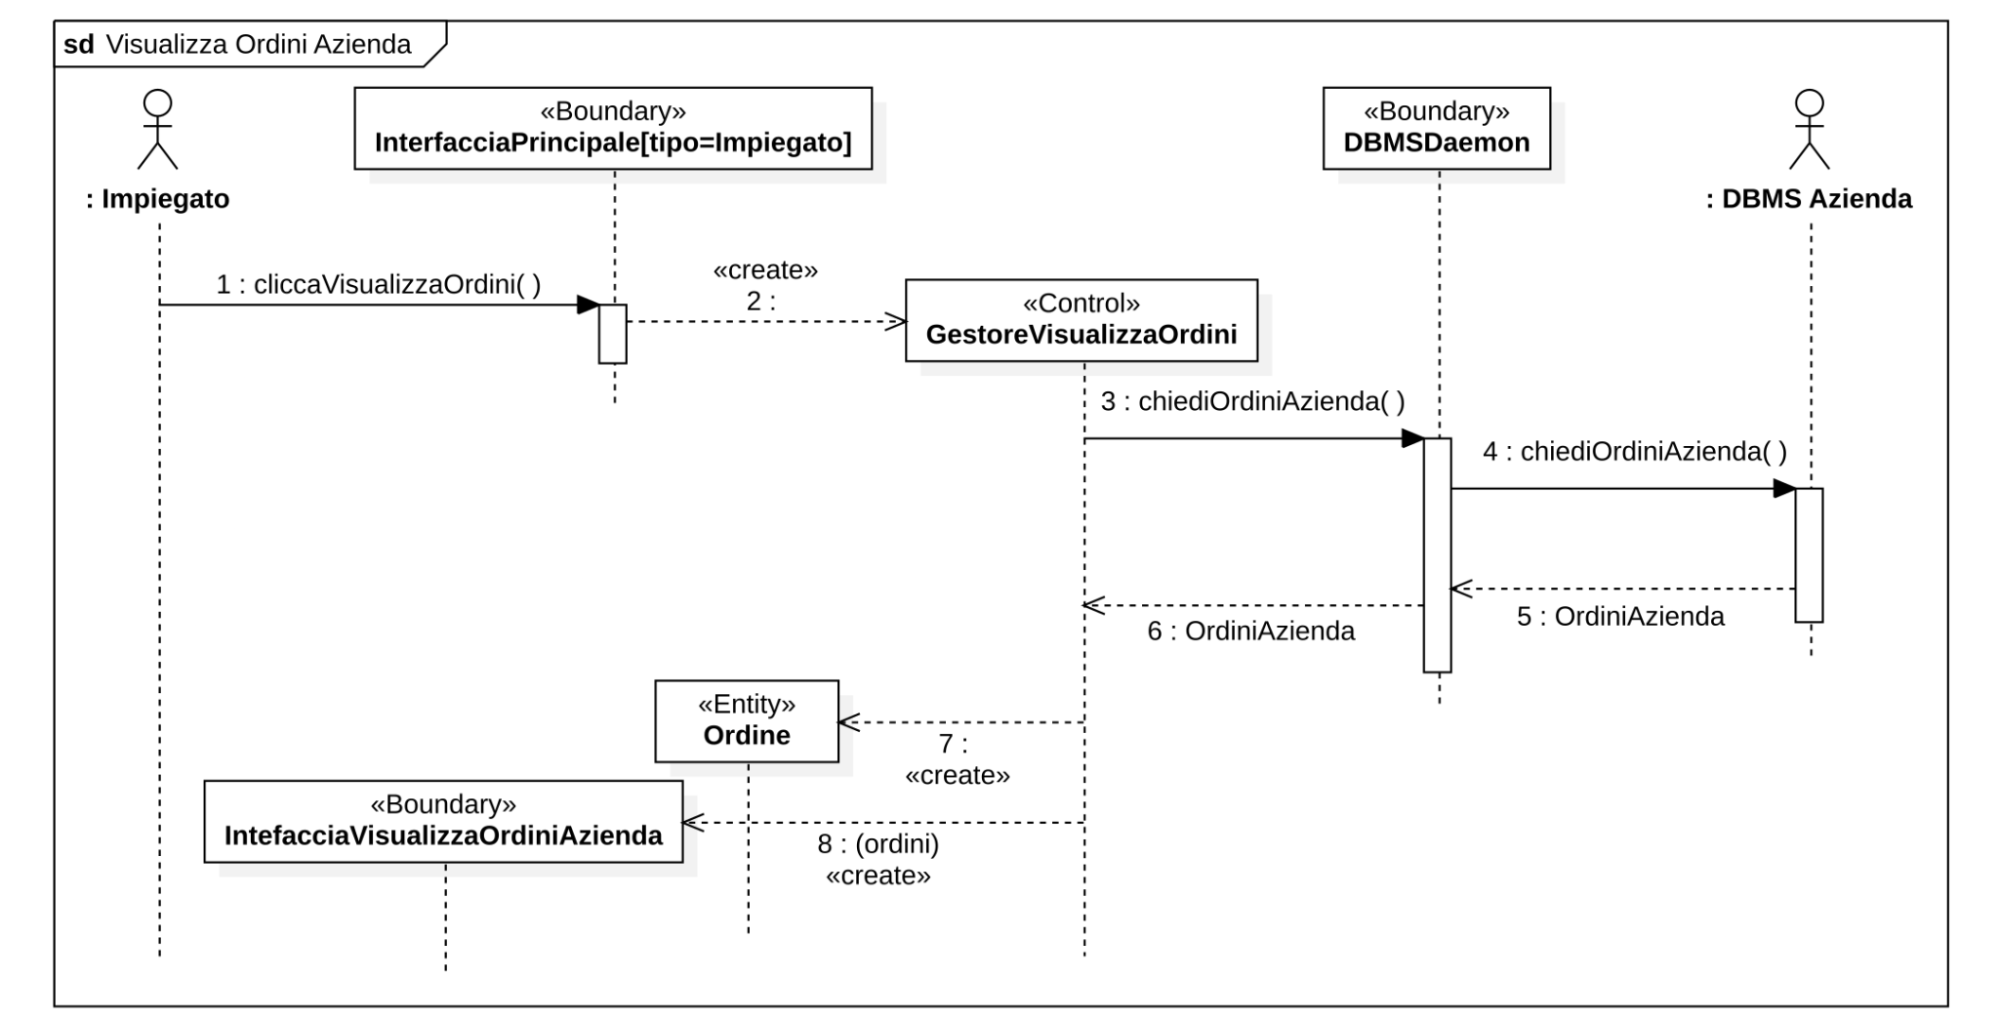 sd Visualizza Ordini Azienda
«Boundary»
InterfacciaPrincipale[tipo=Impiegato]
«Boundary»
DBMSDaemon
: Impiegato
: DBMS Azienda
1 : cliccaVisualizzaOrdini( )
«create»
2 :
«Control»
GestoreVisualizzaOrdini
3 : chiediOrdiniAzienda( )
4 : chiediOrdiniAzienda( )
5 : OrdiniAzienda
6 : OrdiniAzienda
«Entity»
Ordine
7 :
«create»
«Boundary»
IntefacciaVisualizzaOrdiniAzienda
8 : (ordini)
«create»